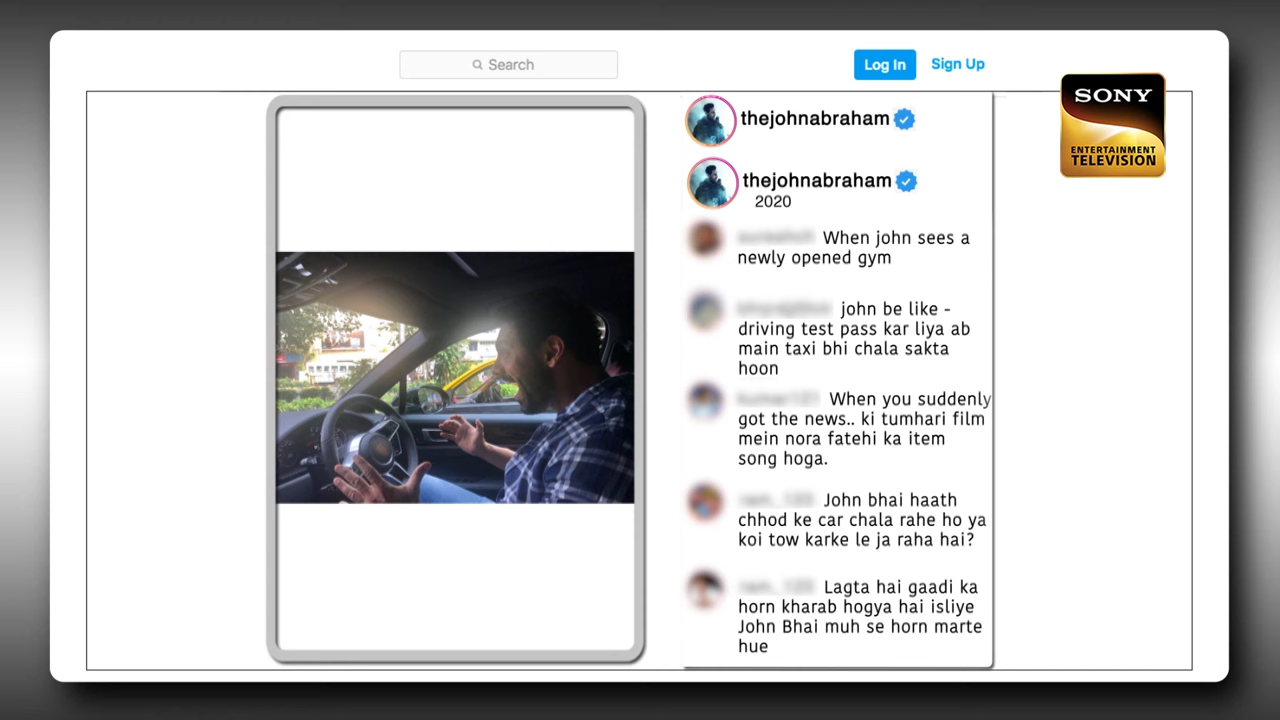 Search
Log In
Sign Up
SONY
ENTERTAINMENT
TELEVISION
thejohnabraham
thejohnabraham
2020
When john sees a
newly opened gym
john be like -
driving test pass kar liya ab
main taxi bhi chala sakta
hoon
When you suddenly
got the news.. ki tumhari film
mein nora fatehi ka item
song hoga.
John bhai haath
chhod ke car chala rahe ho ya
koi tow karke le ja raha hai?
Lagta hai gaadi ka
horn kharab hogya hai isliye
John Bhai muh se horn marte
hue